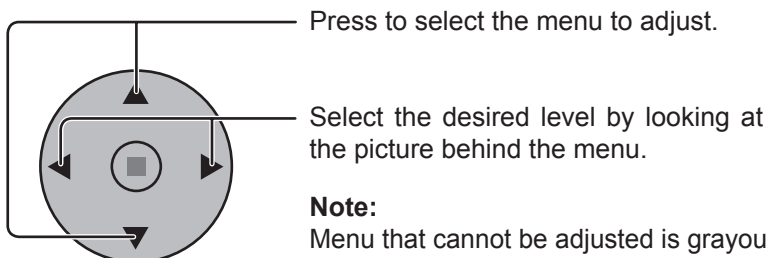 Press to select the menu to adjust.
Select the desired level by looking at
the picture behind the menu.
Note:
Menu that cannot be adjusted is grayou